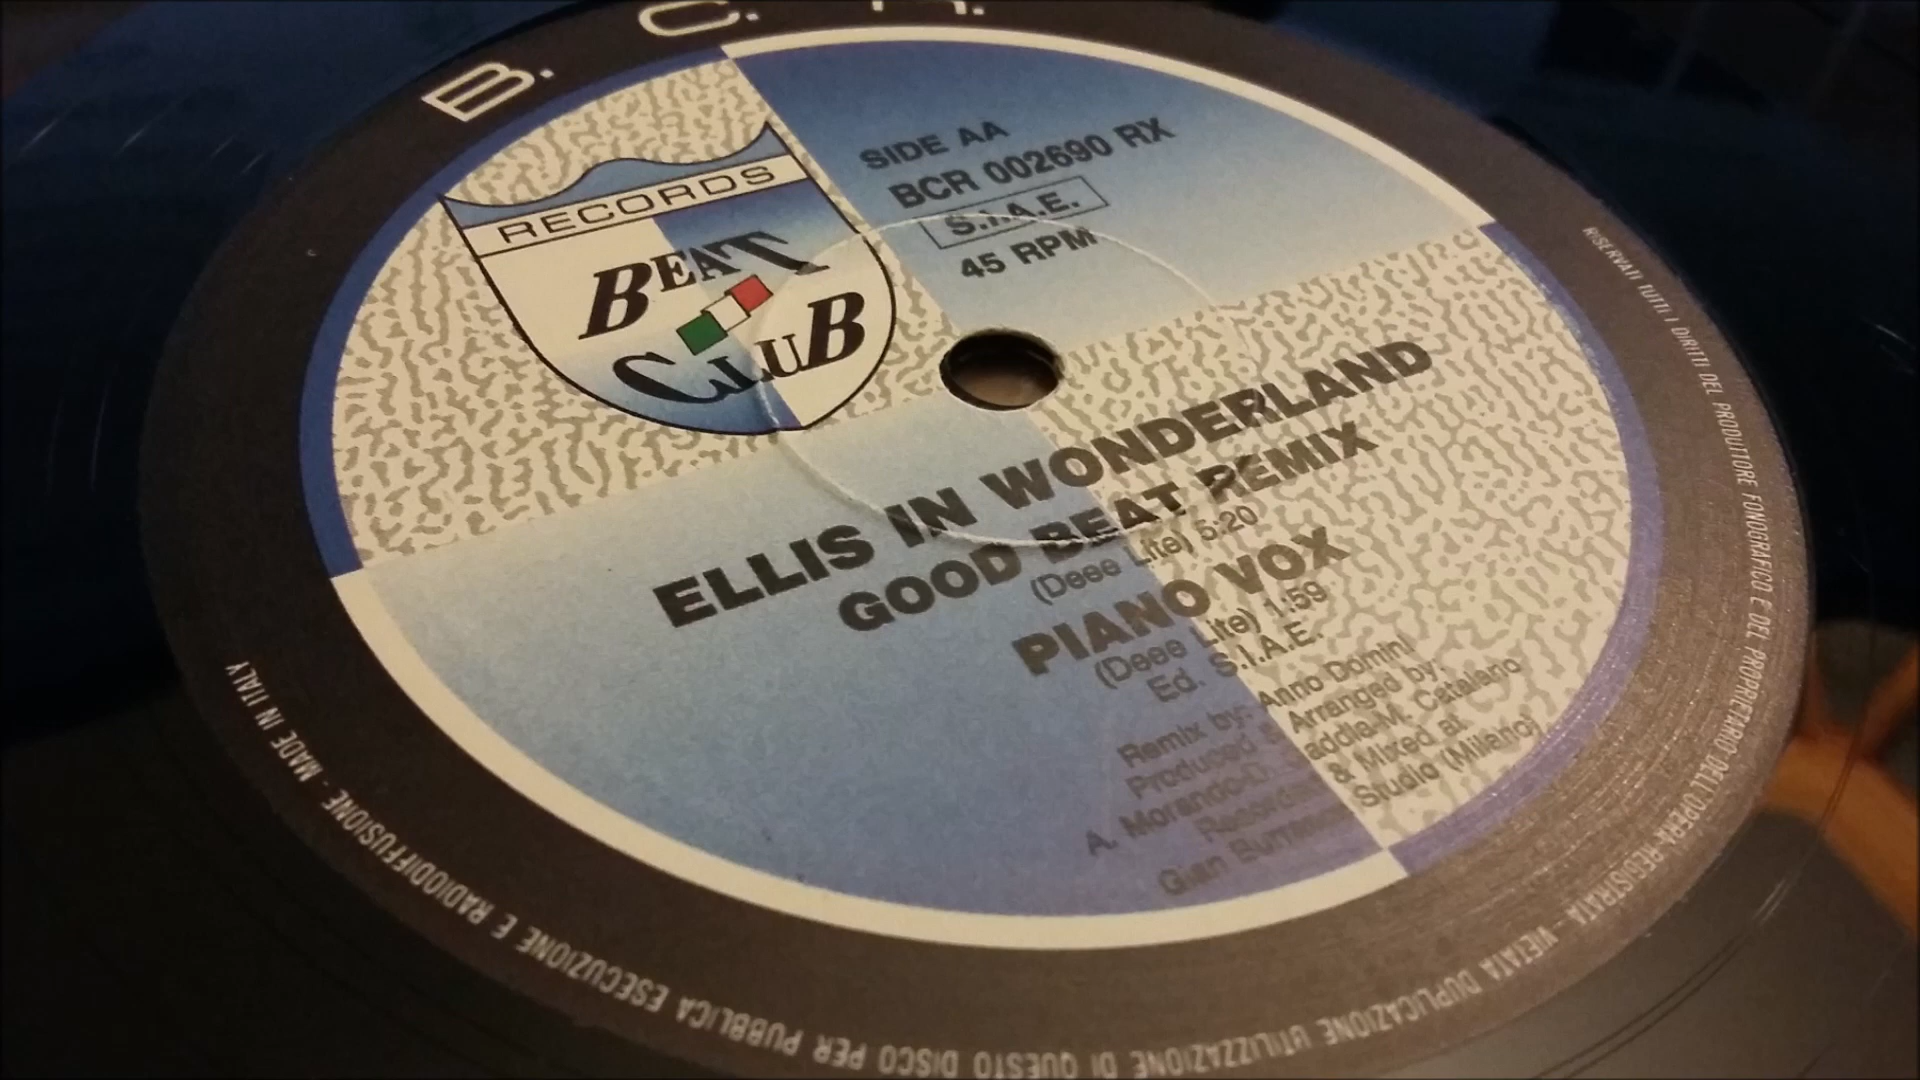 B. C.
RECORDS
BEAT
CLUB
SIDE AA
BCR 002690 RX
S.I.A.E.
45 RPM
ELLIS IN WONDERLAND
GOOD BEAT REMIX
(Deee Lite) 5:20
PIANO VOX
(Deee Lite) 1:59
Ed. S.I.A.E.
Remix by: Anno Domini
Produced Arranged by:
A. Morando-D. M. Catalano
& Mixed at
Gian Studio (Milano)
RISERVATI TUTTI I DIRITTI DEL PRODUTTORE FONOGRAFICO E DEL PROPRIETARIO DELL'OPERA REGISTRATA - VIETATA DUPLICAZIONE UTILIZZAZIONE DI QUESTO DISCO PER PUBBLICA ESECUZIONE E RADIODIFFUSIONE - MADE IN ITALY